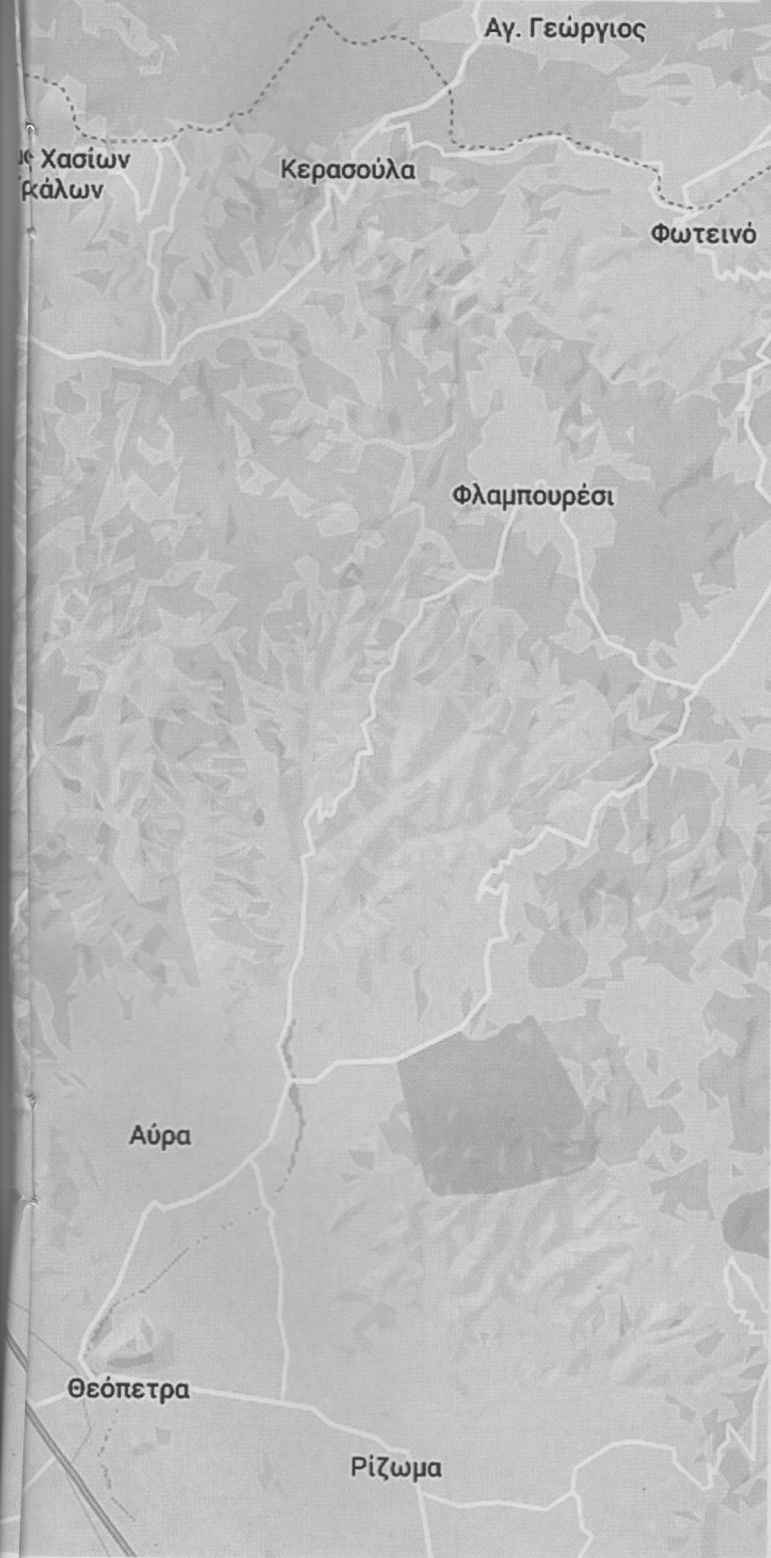 Αγ. Γεώργιος
Χασίων
Κερασούλα
Φωτεινό
Φλαμπουρέσι
Αύρα
Θεόπετρα
Ρίζωμα